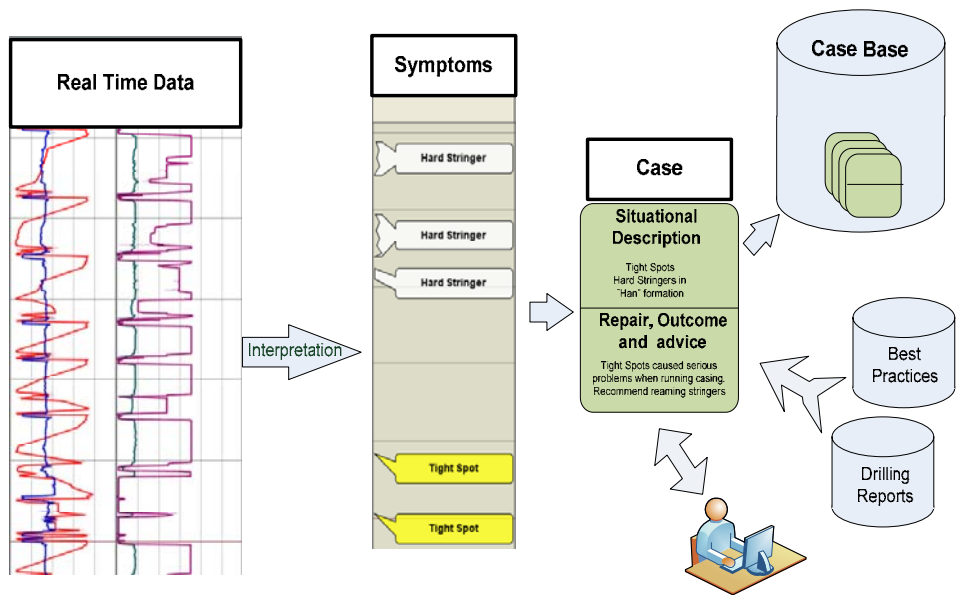 Real Time Data
Interpretation
Symptoms
Hard Stringer
Hard Stringer
Hard Stringer
Tight Spot
Tight Spot
Case
Situational
Description
Tight Spots
Hard Stringers in
"Han" formation
Repair, Outcome
and advice
Tight Spots caused serious
problems when running casing.
Recommend reaming stringers
Case Base
Best
Practices
Drilling
Reports